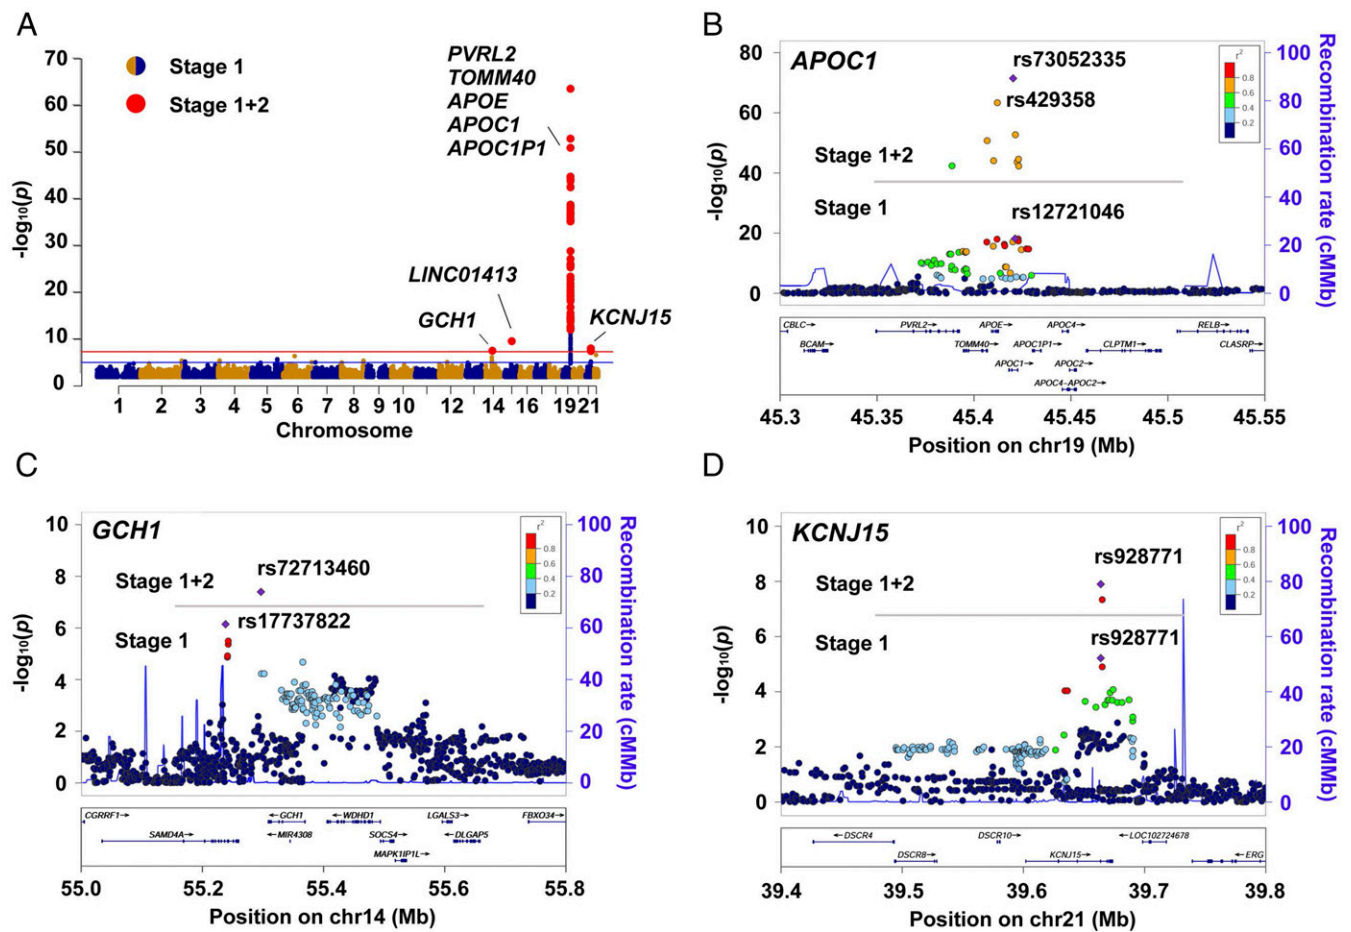 A
70
60
50
40
30
20
10
0
-log10(p)
Stage 1
Stage 1+2
PVRL2
TOMM40
APOE
APOC1
APOC1P1
LINC01413
GCH1
KCNJ15
1 2 3 4 5 6 7 8 9 10 12 14 16 19 21
Chromosome
B
APOC1
80
60
40
20
0
-log10(p)
rs73052335
rs429358
Stage 1+2
Stage 1
rs12721046
r2
0.8
0.6
0.4
0.2
100
80
60
40
20
0
Recombination rate (cMMb)
CBLC→ PVRL2→ APOE→ APOC4→ RELB→
BCAM→ TOMM40→ APOC1P1→ CLPTM1→ CLASRP→
APOC1→ APOC2→
APOC4-APOC2→
45.3 45.35 45.4 45.45 45.5 45.55
Position on chr19 (Mb)
C
GCH1
10
8
6
4
2
0
-log10(p)
rs72713460
Stage 1+2
rs17737822
Stage 1
r2
0.8
0.6
0.4
0.2
100
80
60
40
20
0
Recombination rate (cMMb)
CGRRF1→ ←GCH1 ←WDHD1 LGALS3→ FBXO34→
SAMD4A→ ←MIR4308 SOCS4→ ←DLGAP5
MAPK1IP1L→
55.0 55.2 55.4 55.6 55.8
Position on chr14 (Mb)
D
KCNJ15
10
8
6
4
2
0
-log10(p)
rs928771
Stage 1+2
rs928771
Stage 1
r2
0.8
0.6
0.4
0.2
100
80
60
40
20
0
Recombination rate (cMMb)
←DSCR4 DSCR10→ ←LOC102724678
DSCR8→ KCNJ15→ ←ERG
39.4 39.5 39.6 39.7 39.8
Position on chr21 (Mb)